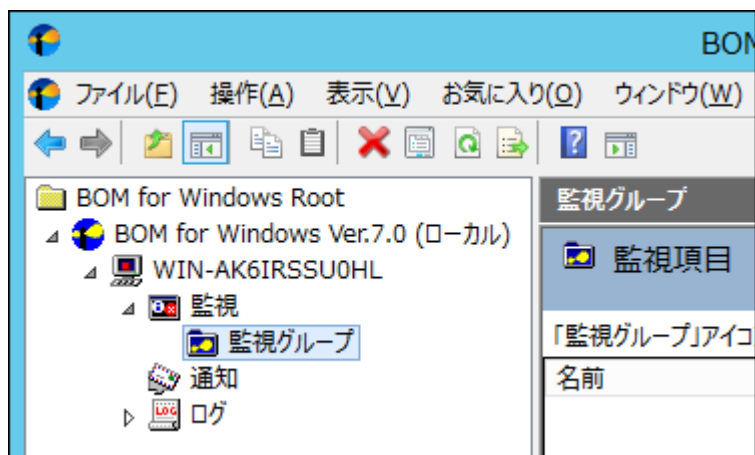 BOM
ファイル(F) 操作(A) 表示(V) お気に入り(O) ウィンドウ(W)
BOM for Windows Root
BOM for Windows Ver.7.0 (ローカル)
WIN-AK6IRSSU0HL
監視
監視グループ
通知
LOG
ログ
監視グループ
監視項目
「監視グループ」アイコ
名前